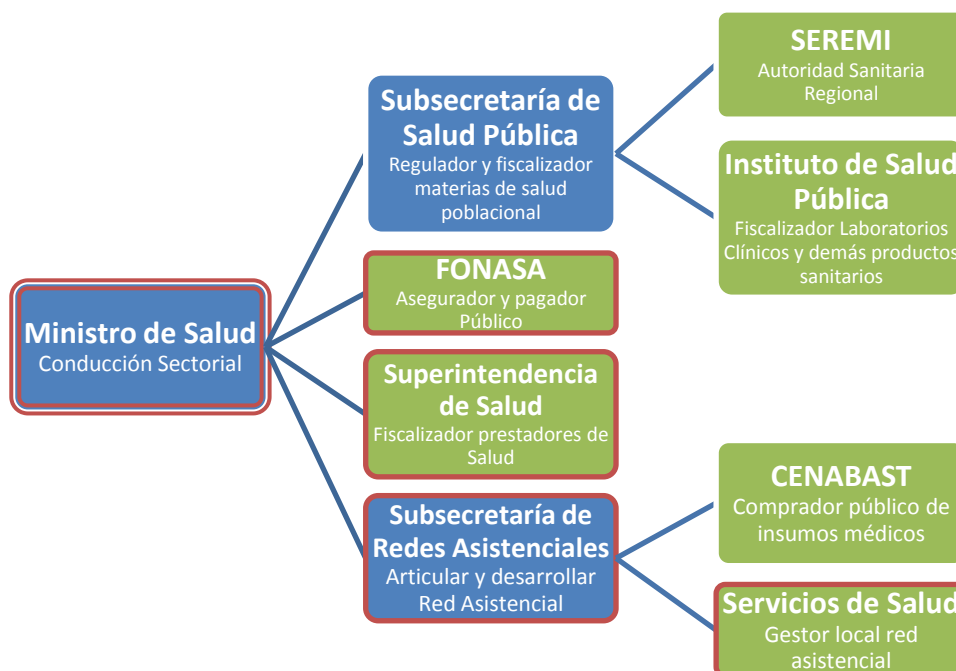 Ministro de Salud
Conducción Sectorial
Subsecretaría de
Salud Pública
Regulador y fiscalizador
materias de salud
poblacional
FONASA
Asegurador y pagador
Público
Superintendencia
de Salud
Fiscalizador prestadores de
Salud
Subsecretaría de
Redes Asistenciales
Articular y desarrollar
Red Asistencial
SEREMI
Autoridad Sanitaria
Regional
Instituto de Salud
Pública
Fiscalizador Laboratorios
Clínicos y demás productos
sanitarios
CENABAST
Comprador público de
insumos médicos
Servicios de Salud
Gestor local red
asistencial